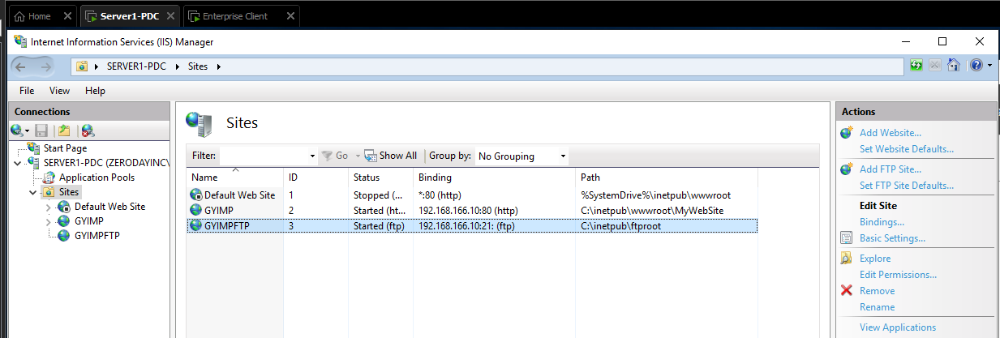 Home Server1-PDC Enterprise Client
Internet Information Services (IIS) Manager
SERVER1-PDC Sites
File View Help
Connections
Start Page
SERVER1-PDC (ZERODAYINC\
Application Pools
Sites
Default Web Site
GYIMP
GYIMPFTP
Sites
Filter: Go Show All Group by: No Grouping
Name ID Status Binding Path
Default Web Site 1 Stopped (... *:80 (http) %SystemDrive%\inetpub\wwwroot
GYIMP 2 Started (ht... 192.168.166.10:80 (http) C:\inetpub\wwwroot\MyWebSite
GYIMPFTP 3 Started (ftp) 192.168.166.10:21: (ftp) C:\inetpub\ftproot
Actions
Add Website...
Set Website Defaults...
Add FTP Site...
Set FTP Site Defaults...
Edit Site
Bindings...
Basic Settings...
Explore
Edit Permissions...
Remove
Rename
View Applications